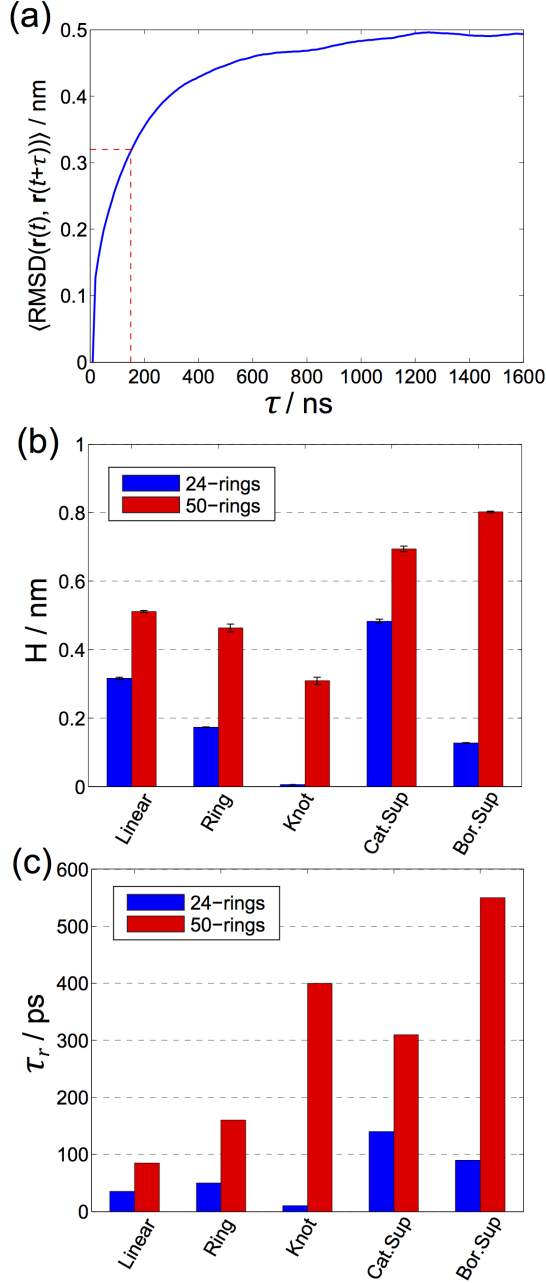 (a)
⟨RMSD(r(t), r(t+τ))⟩ / nm
0.5
0.4
0.3
0.2
0.1
0
0 200 400 600 800 1000 1200 1400 1600
τ / ns
(b)
H / nm
1
0.8
0.6
0.4
0.2
0
24-rings
50-rings
Linear Ring Knot Cat.Sup Bor.Sup
(c)
τr / ps
600
500
400
300
200
100
0
24-rings
50-rings
Linear Ring Knot Cat.Sup Bor.Sup